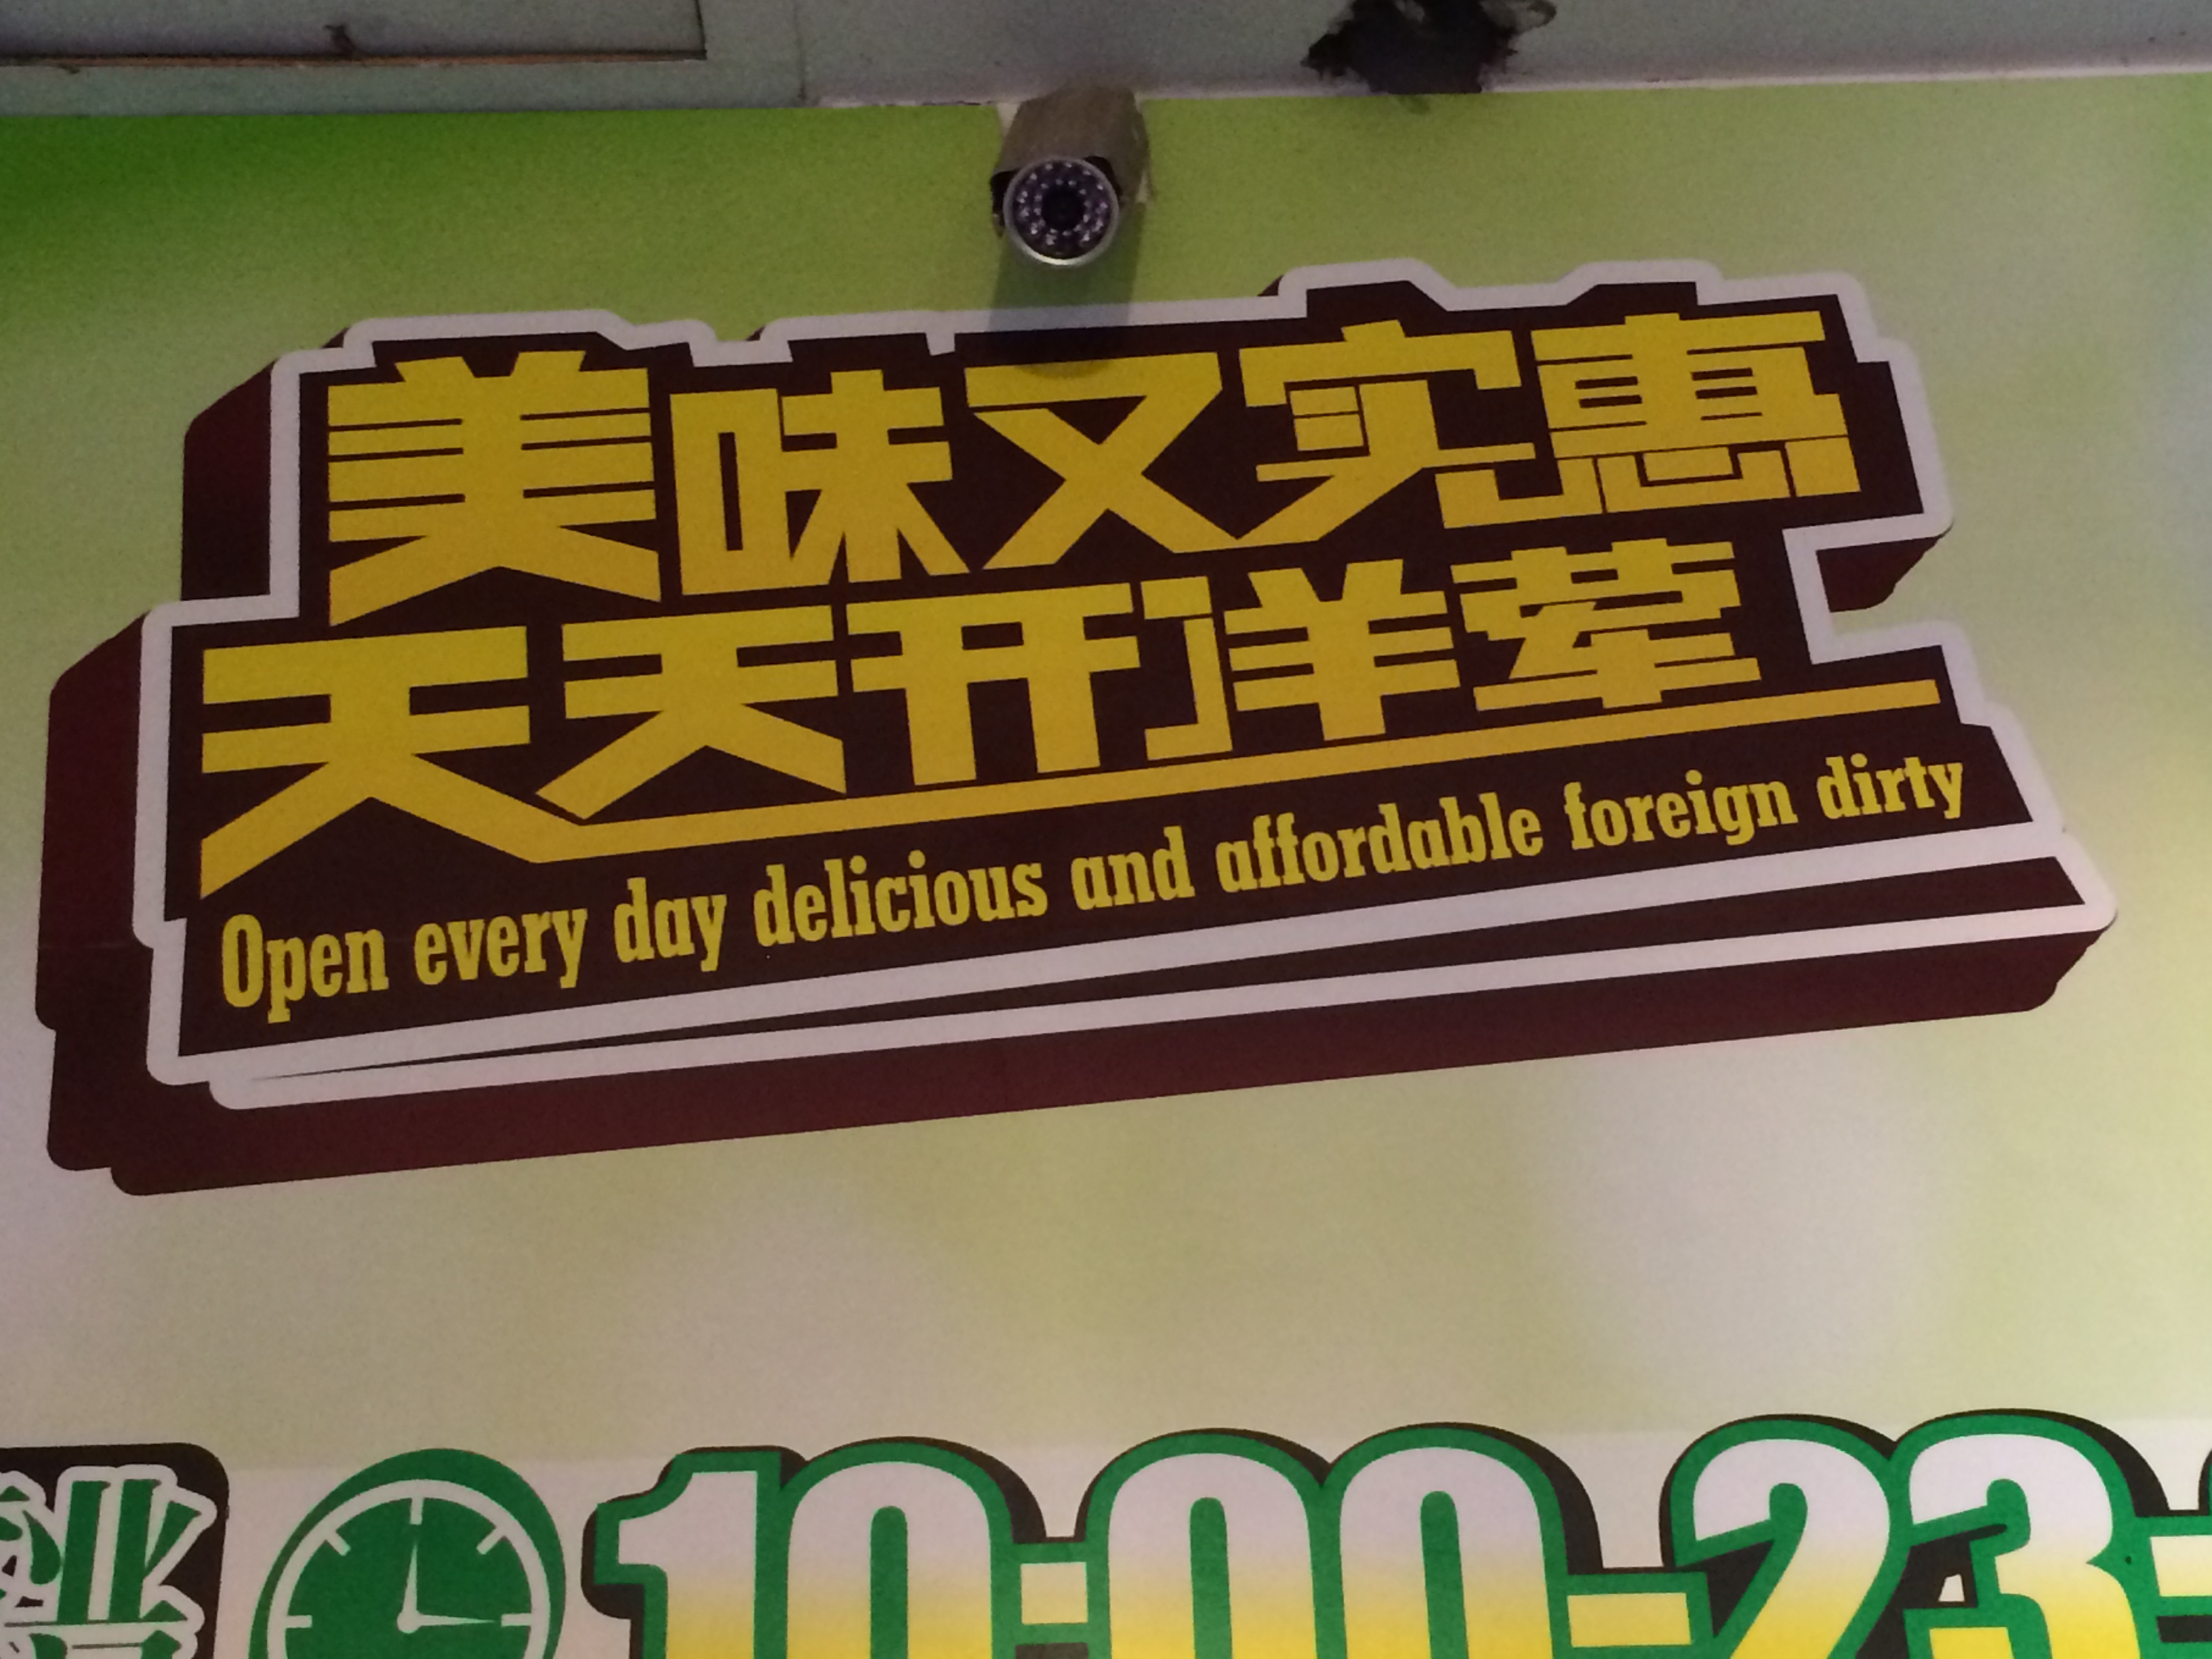 美味又实惠
天天开洋荤
Open every day delicious and affordable foreign dirty
10:00-23: